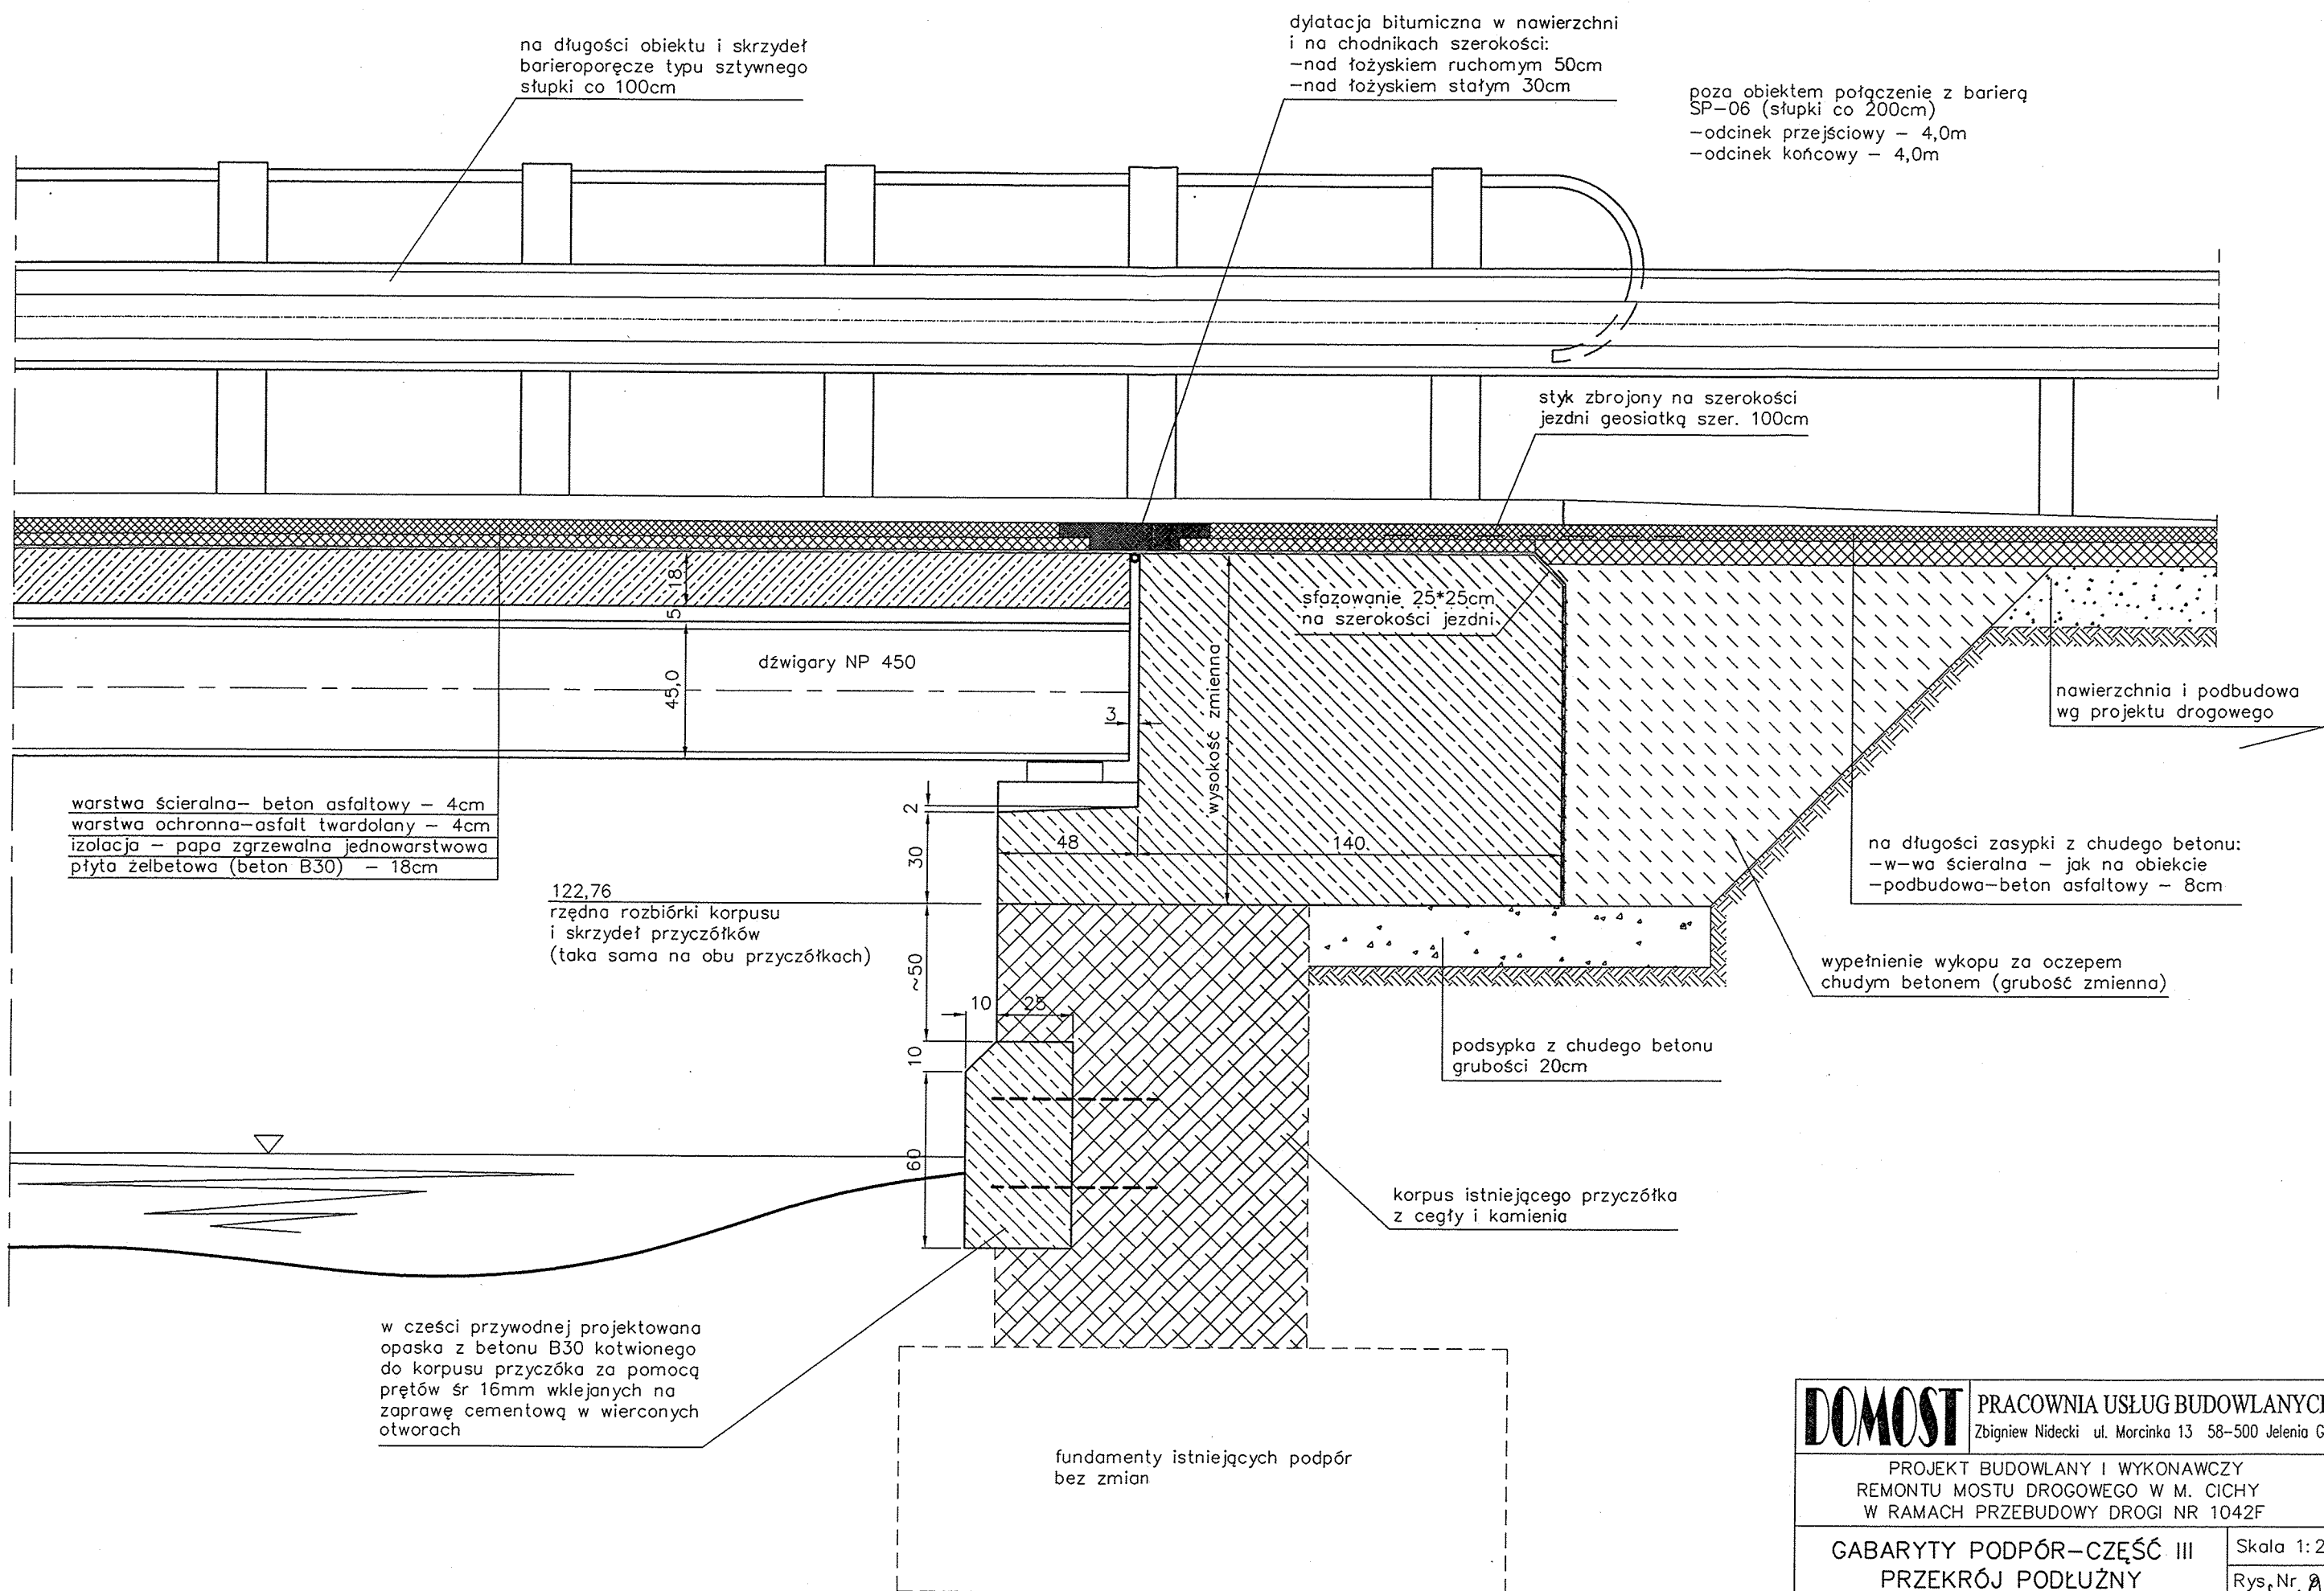 na długości obiektu i skrzydeł
barieroporęcze typu sztywnego
słupki co 100cm
dylatacja bitumiczna w nawierzchni
i na chodnikach szerokości:
-nad łożyskiem ruchomym 50cm
-nad łożyskiem stałym 30cm
poza obiektem połączenie z barierą
SP-06 (słupki co 200cm)
-odcinek przejściowy - 4,0m
-odcinek końcowy - 4,0m
styk zbrojony na szerokości
jezdni geosiatką szer. 100cm
18
5
sfazowanie 25*25cm
na szerokości jezdni
dźwigary NP 450
45,0
3
wysokość zmienna
nawierzchnia i podbudowa
wg projektu drogowego
warstwa ścieralna- beton asfaltowy - 4cm
warstwa ochronna-asfalt twardolany - 4cm
izolacja - papa zgrzewalna jednowarstwowa
płyta żelbetowa (beton B30) - 18cm
2
30
48
140
na długości zasypki z chudego betonu:
-w-wa ścieralna - jak na obiekcie
-podbudowa-beton asfaltowy - 8cm
122,76
rzędna rozbiórki korpusu
i skrzydeł przyczółków
(taka sama na obu przyczółkach)
~50
wypełnienie wykopu za oczepem
chudym betonem (grubość zmienna)
10
25
10
podsypka z chudego betonu
grubości 20cm
60
korpus istniejącego przyczółka
z cegły i kamienia
w cześci przywodnej projektowana
opaska z betonu B30 kotwionego
do korpusu przyczóka za pomocą
prętów śr 16mm wklejanych na
zaprawę cementową w wierconych
otworach
fundamenty istniejących podpór
bez zmian
DOMOST
PRACOWNIA USŁUG BUDOWLANYCH
Zbigniew Nidecki ul. Morcinka 13 58-500 Jelenia G
PROJEKT BUDOWLANY I WYKONAWCZY
REMONTU MOSTU DROGOWEGO W M. CICHY
W RAMACH PRZEBUDOWY DROGI NR 1042F
GABARYTY PODPÓR-CZĘŚĆ III
PRZEKRÓJ PODŁUŻNY
Skala 1:2
Rys.Nr